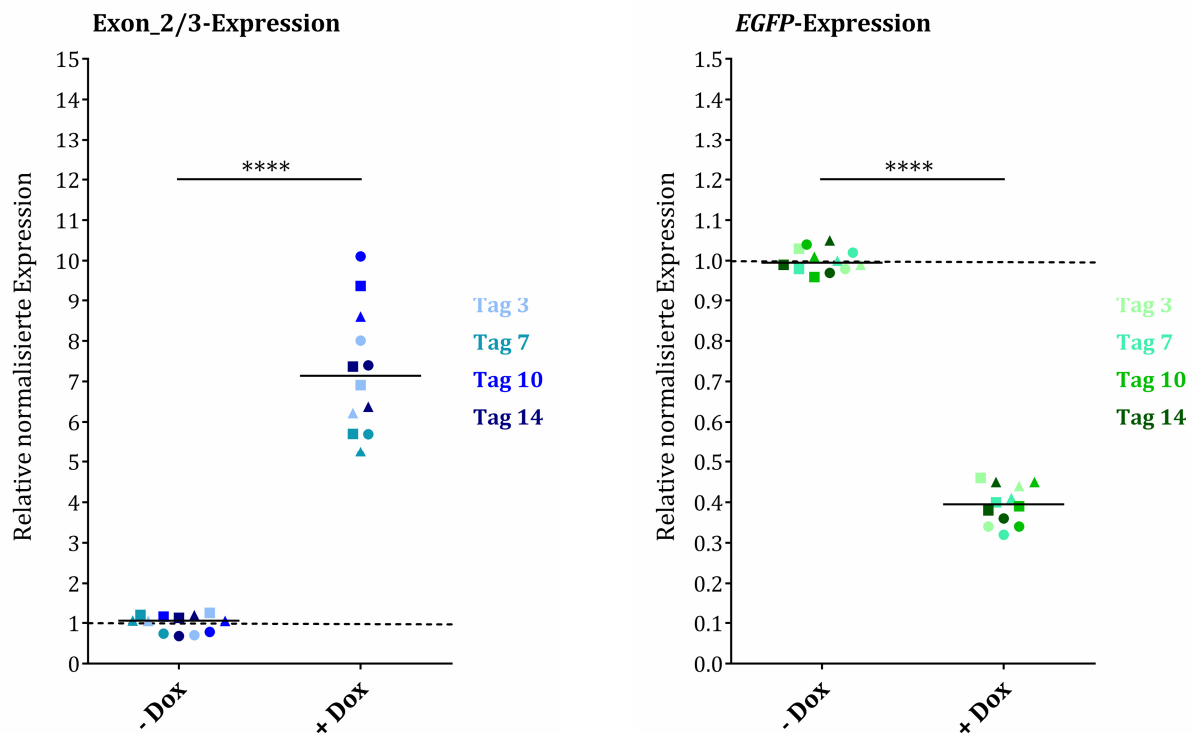 Exon_2/3-Expression
Relative normalisierte Expression
15
14
13
12
11
10
9
8
7
6
5
4
3
2
1
0
****
- Dox
+ Dox
Tag 3
Tag 7
Tag 10
Tag 14
EGFP-Expression
Relative normalisierte Expression
1.5
1.4
1.3
1.2
1.1
1.0
0.9
0.8
0.7
0.6
0.5
0.4
0.3
0.2
0.1
0.0
****
- Dox
+ Dox
Tag 3
Tag 7
Tag 10
Tag 14